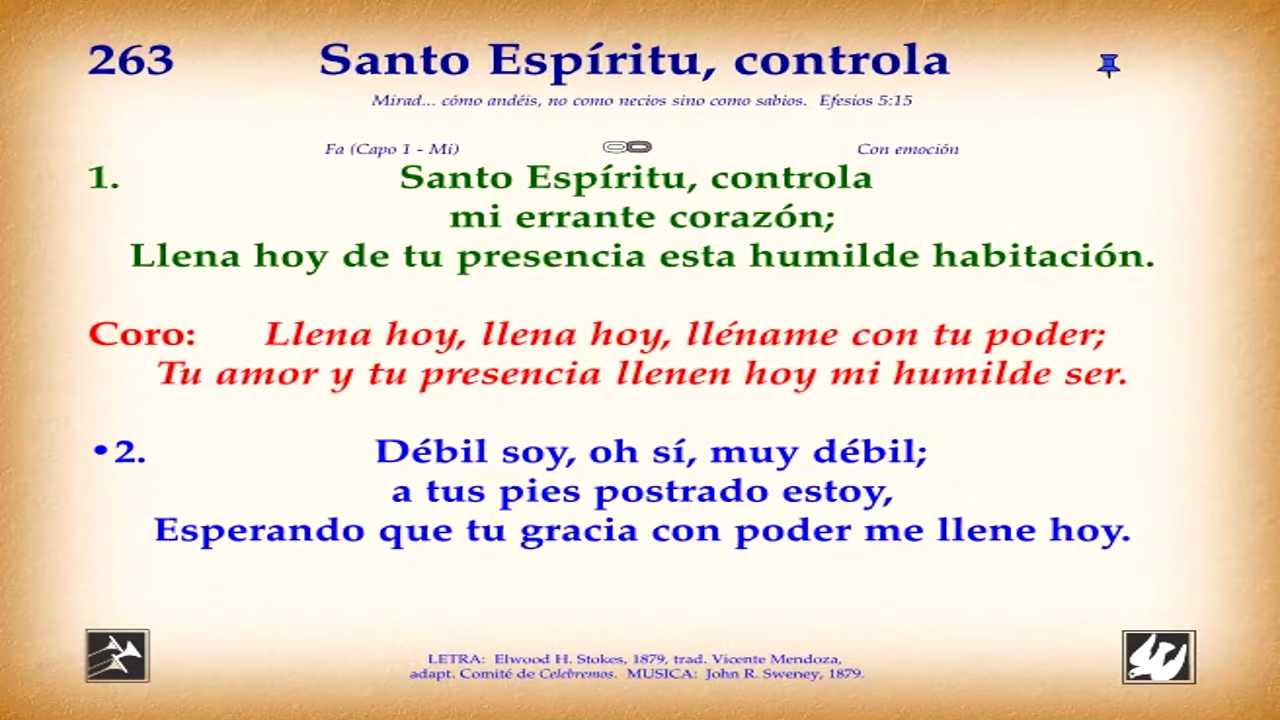 263 Santo Espíritu, controla
Mirad... cómo andéis, no como necios sino como sabios. Efesios 5:15
Fa (Capo 1 - Mi) Con emoción
1. Santo Espíritu, controla
mi errante corazón;
Llena hoy de tu presencia esta humilde habitación.
Coro: Llena hoy, llena hoy, lléname con tu poder;
Tu amor y tu presencia llenen hoy mi humilde ser.
•2. Débil soy, oh sí, muy débil;
a tus pies postrado estoy,
Esperando que tu gracia con poder me llene hoy.
LETRA: Elwood H. Stokes, 1879, trad. Vicente Mendoza,
adapt. Comité de Celebremos. MUSICA: John R. Sweney, 1879.